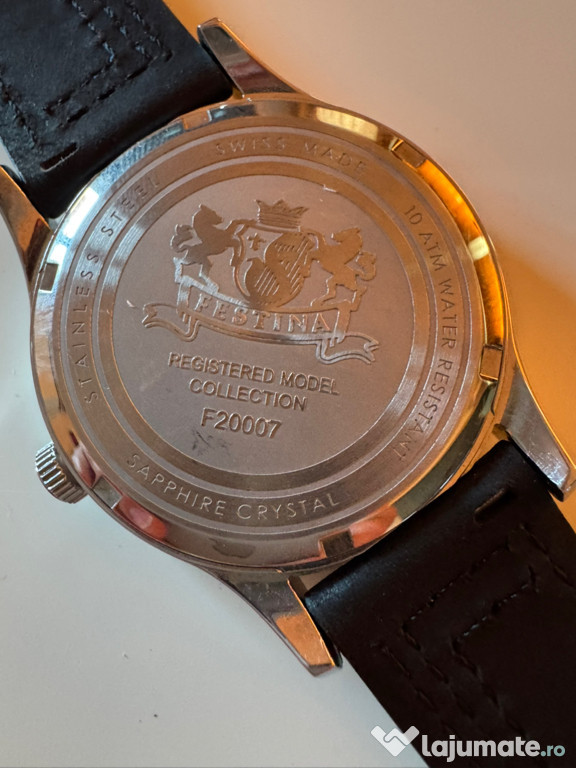 STAINLESS STEEL
SWISS MADE
10 ATM WATER RESISTANT
FESTINA
REGISTERED MODEL
COLLECTION
F20007
SAPPHIRE CRYSTAL
lajumate.ro